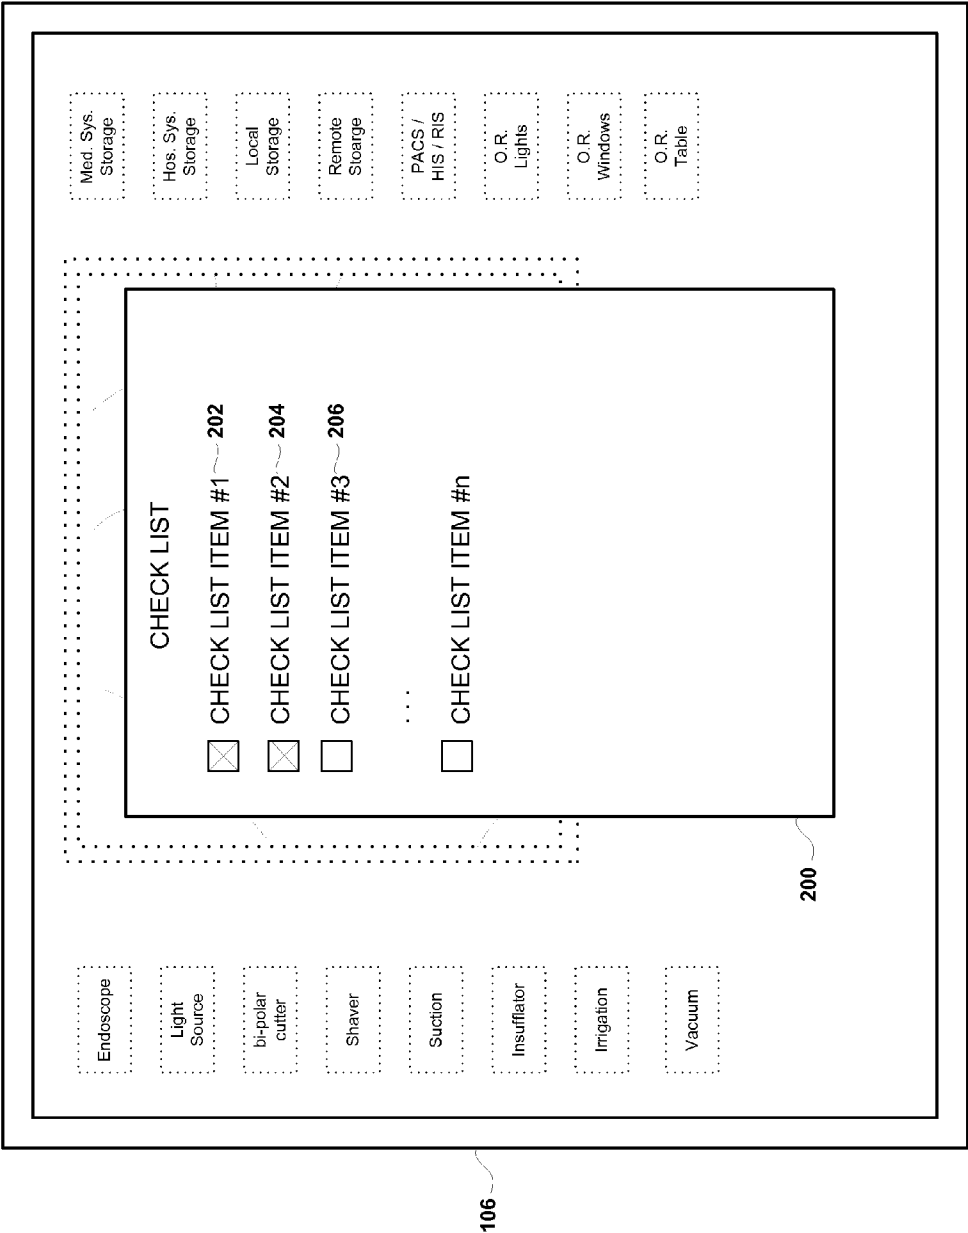 Endoscope
Light
Source
bi-polar
cutter
Shaver
Suction
Insufflator
Irrigation
Vacuum
CHECK LIST
CHECK LIST ITEM #1 202
CHECK LIST ITEM #2 204
CHECK LIST ITEM #3 206
. . .
CHECK LIST ITEM #n
200
Med. Sys.
Storage
Hos. Sys.
Storage
Local
Storage
Remote
Stoarge
PACS /
HIS / RIS
O.R.
Lights
O.R.
Windows
O.R.
Table
106